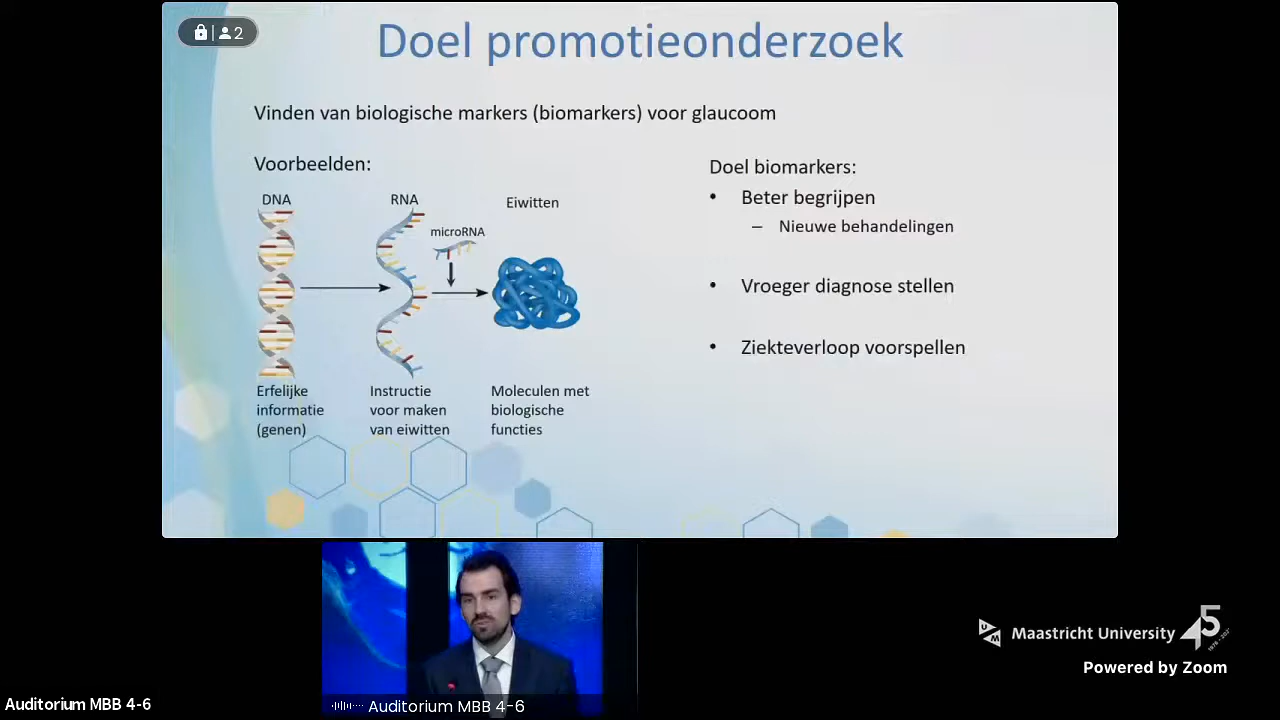 2
Doel promotieonderzoek
Vinden van biologische markers (biomarkers) voor glaucoom
Voorbeelden:
DNA
RNA
microRNA
Eiwitten
Erfelijke
informatie
(genen)
Instructie
voor maken
van eiwitten
Moleculen met
biologische
functies
Doel biomarkers:
• Beter begrijpen
– Nieuwe behandelingen
• Vroeger diagnose stellen
• Ziekteverloop voorspellen
Auditorium MBB 4-6
Auditorium MBB 4-6
UM Maastricht University 45
Powered by Zoom